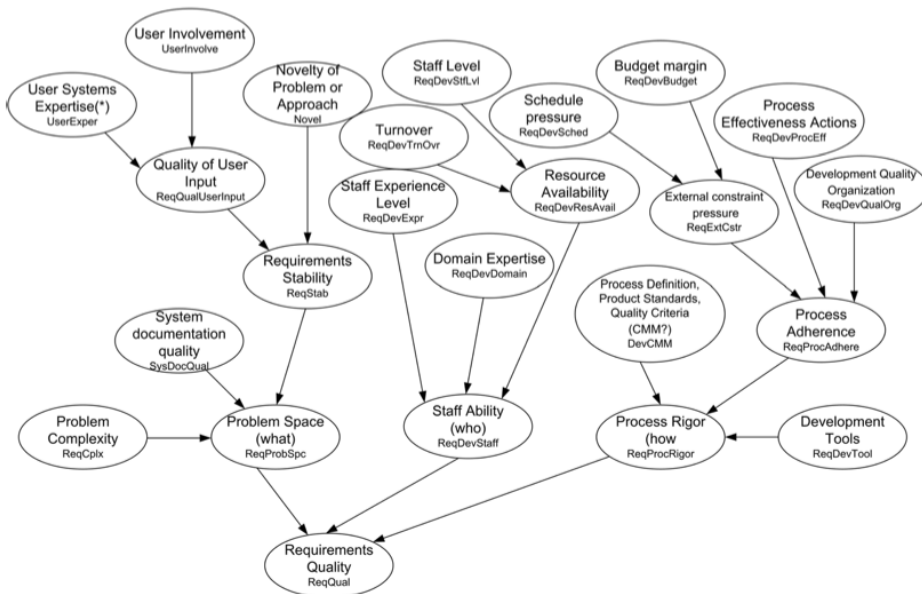 User Involvement
UserInvolve
User Systems
Expertise(*)
UserExper
Novelty of
Problem or
Approach
Novel
Staff Level
ReqDevStfLvl
Budget margin
ReqDevBudget
Schedule
pressure
ReqDevSched
Process
Effectiveness Actions
ReqDevProcEff
Turnover
ReqDevTrnOvr
Quality of User
Input
ReqQualUserInput
Staff Experience
Level
ReqDevExpr
Resource
Availability
ReqDevResAvail
External constraint
pressure
ReqExtCstr
Development Quality
Organization
ReqDevQualOrg
Requirements
Stability
ReqStab
Domain Expertise
ReqDevDomain
Process Definition,
Product Standards,
Quality Criteria
(CMM?)
DevCMM
Process
Adherence
ReqProcAdhere
System
documentation
quality
SysDocQual
Problem
Complexity
ReqCplx
Problem Space
(what)
ReqProbSpc
Staff Ability
(who)
ReqDevStaff
Process Rigor
(how
ReqProcRigor
Development
Tools
ReqDevTool
Requirements
Quality
ReqQual